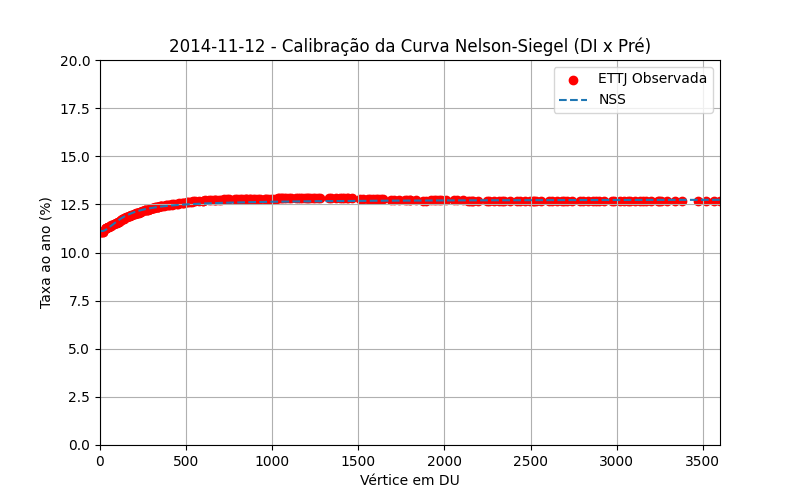 2014-11-12 - Calibração da Curva Nelson-Siegel (DI x Pré)
20.0
17.5
15.0
12.5
10.0
7.5
5.0
2.5
0.0
Taxa ao ano (%)
ETTJ Observada
NSS
0 500 1000 1500 2000 2500 3000 3500
Vértice em DU